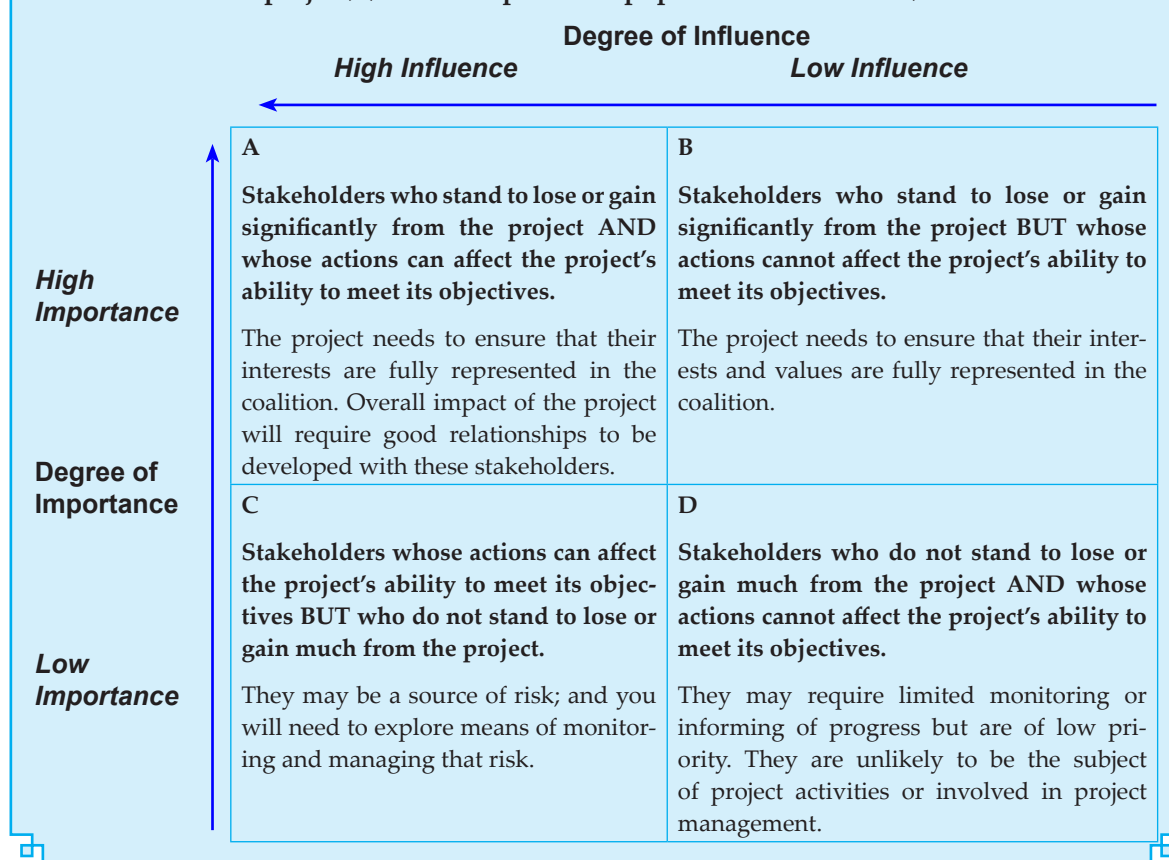 Degree of Influence
High Influence Low Influence
A
Stakeholders who stand to lose or gain
significantly from the project AND
whose actions can affect the project's
ability to meet its objectives.
The project needs to ensure that their
interests are fully represented in the
coalition. Overall impact of the project
will require good relationships to be
developed with these stakeholders.
B
Stakeholders who stand to lose or gain
significantly from the project BUT whose
actions cannot affect the project's ability to
meet its objectives.
The project needs to ensure that their inter-
ests and values are fully represented in the
coalition.
High
Importance
Degree of
Importance
C
Stakeholders whose actions can affect
the project's ability to meet its objec-
tives BUT who do not stand to lose or
gain much from the project.
They may be a source of risk; and you
will need to explore means of monitor-
ing and managing that risk.
D
Stakeholders who do not stand to lose or
gain much from the project AND whose
actions cannot affect the project's ability to
meet its objectives.
They may require limited monitoring or
informing of progress but are of low pri-
ority. They are unlikely to be the subject
of project activities or involved in project
management.
Low
Importance